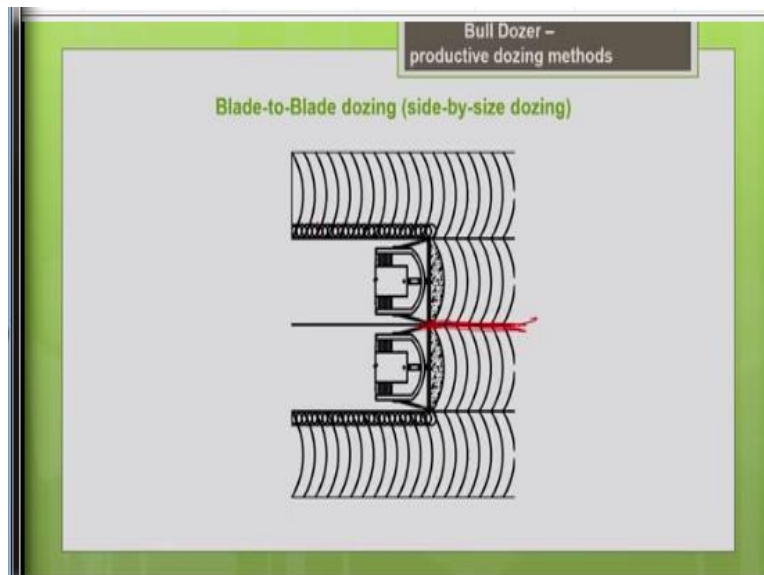 Bull Dozer –
productive dozing methods
Blade-to-Blade dozing (side-by-size dozing)